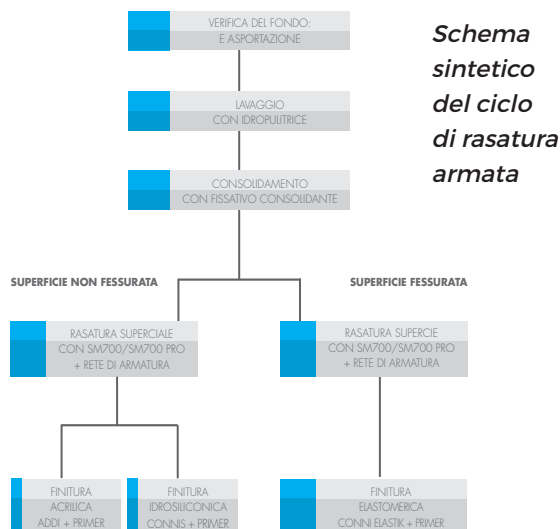 Schema
sintetico
del ciclo
di rasatura
armata
VERIFICA DEL FONDO:
E ASPORTAZIONE
LAVAGGIO
CON IDROPULITRICE
CONSOLIDAMENTO
CON FISSATIVO CONSOLIDANTE
SUPERFICIE NON FESSURATA
SUPERFICIE FESSURATA
RASATURA SUPERCIALE
CON SM700/SM700 PRO
+ RETE DI ARMATURA
RASATURA SUPERCIE
CON SM700/SM700 PRO
+ RETE DI ARMATURA
FINITURA
ACRILICA
ADDI + PRIMER
FINITURA
IDROSILICONICA
CONNIS + PRIMER
FINITURA
ELASTOMERICA
CONNI ELASTIK + PRIMER